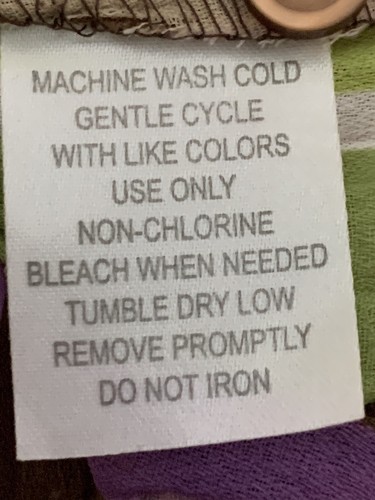 MACHINE WASH COLD
GENTLE CYCLE
WITH LIKE COLORS
USE ONLY
NON-CHLORINE
BLEACH WHEN NEEDED
TUMBLE DRY LOW
REMOVE PROMPTLY
DO NOT IRON